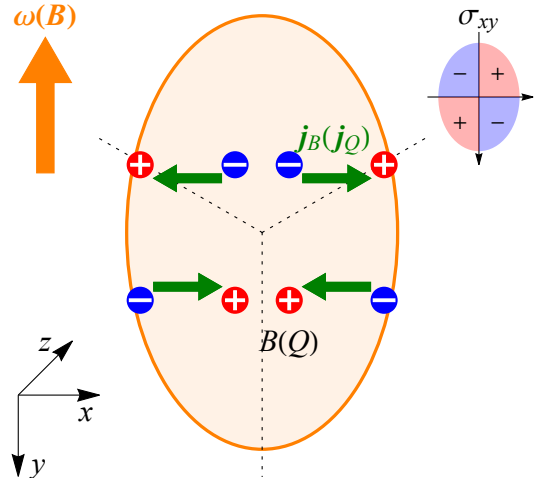 ω(B)
σxy
− +
+ −
jB(jQ)
+ − − +
− + + −
B(Q)
z
x
y